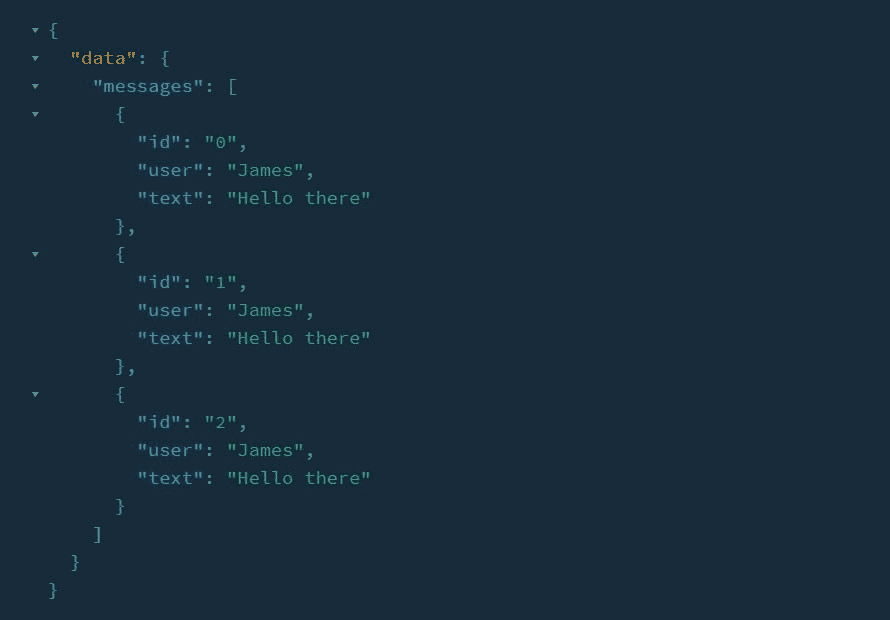 {
  "data": {
    "messages": [
      {
        "id": "0",
        "user": "James",
        "text": "Hello there"
      },
      {
        "id": "1",
        "user": "James",
        "text": "Hello there"
      },
      {
        "id": "2",
        "user": "James",
        "text": "Hello there"
      }
    ]
  }
}